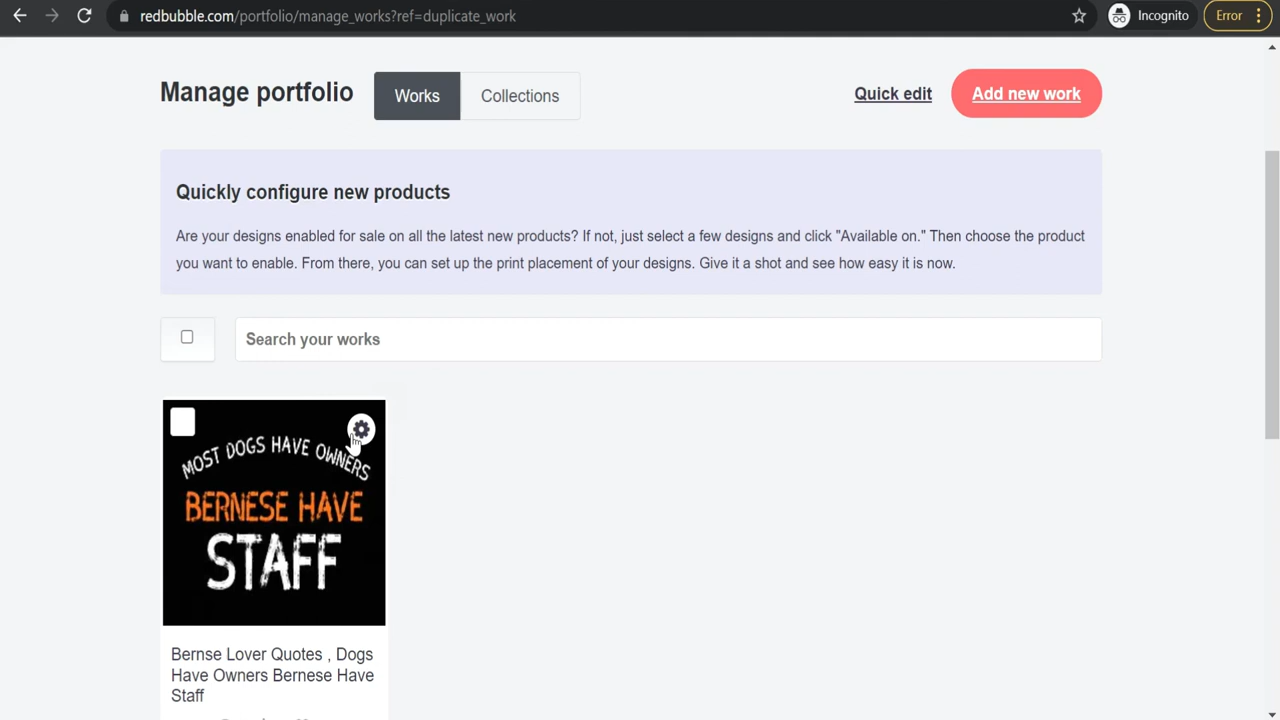 redbubble.com/portfolio/manage_works?ref=duplicate_work
Incognito
Error
Manage portfolio
Works
Collections
Quick edit
Add new work
Quickly configure new products
Are your designs enabled for sale on all the latest new products? If not, just select a few designs and click "Available on." Then choose the product
you want to enable. From there, you can set up the print placement of your designs. Give it a shot and see how easy it is now.
Search your works
MOST DOGS HAVE OWNERS
BERNESE HAVE
STAFF
Bernse Lover Quotes , Dogs
Have Owners Bernese Have
Staff